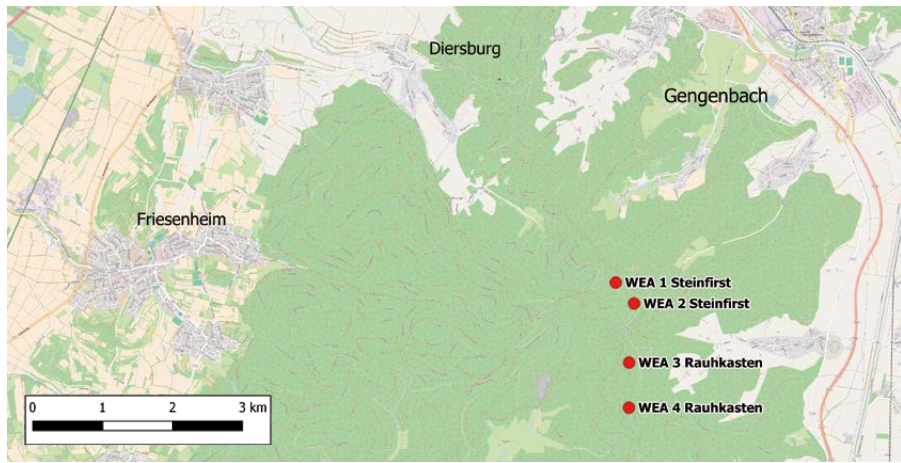 Diersburg
Gengenbach
Friesenheim
WEA 1 Steinfirst
WEA 2 Steinfirst
WEA 3 Rauhkasten
WEA 4 Rauhkasten
0 1 2 3 km